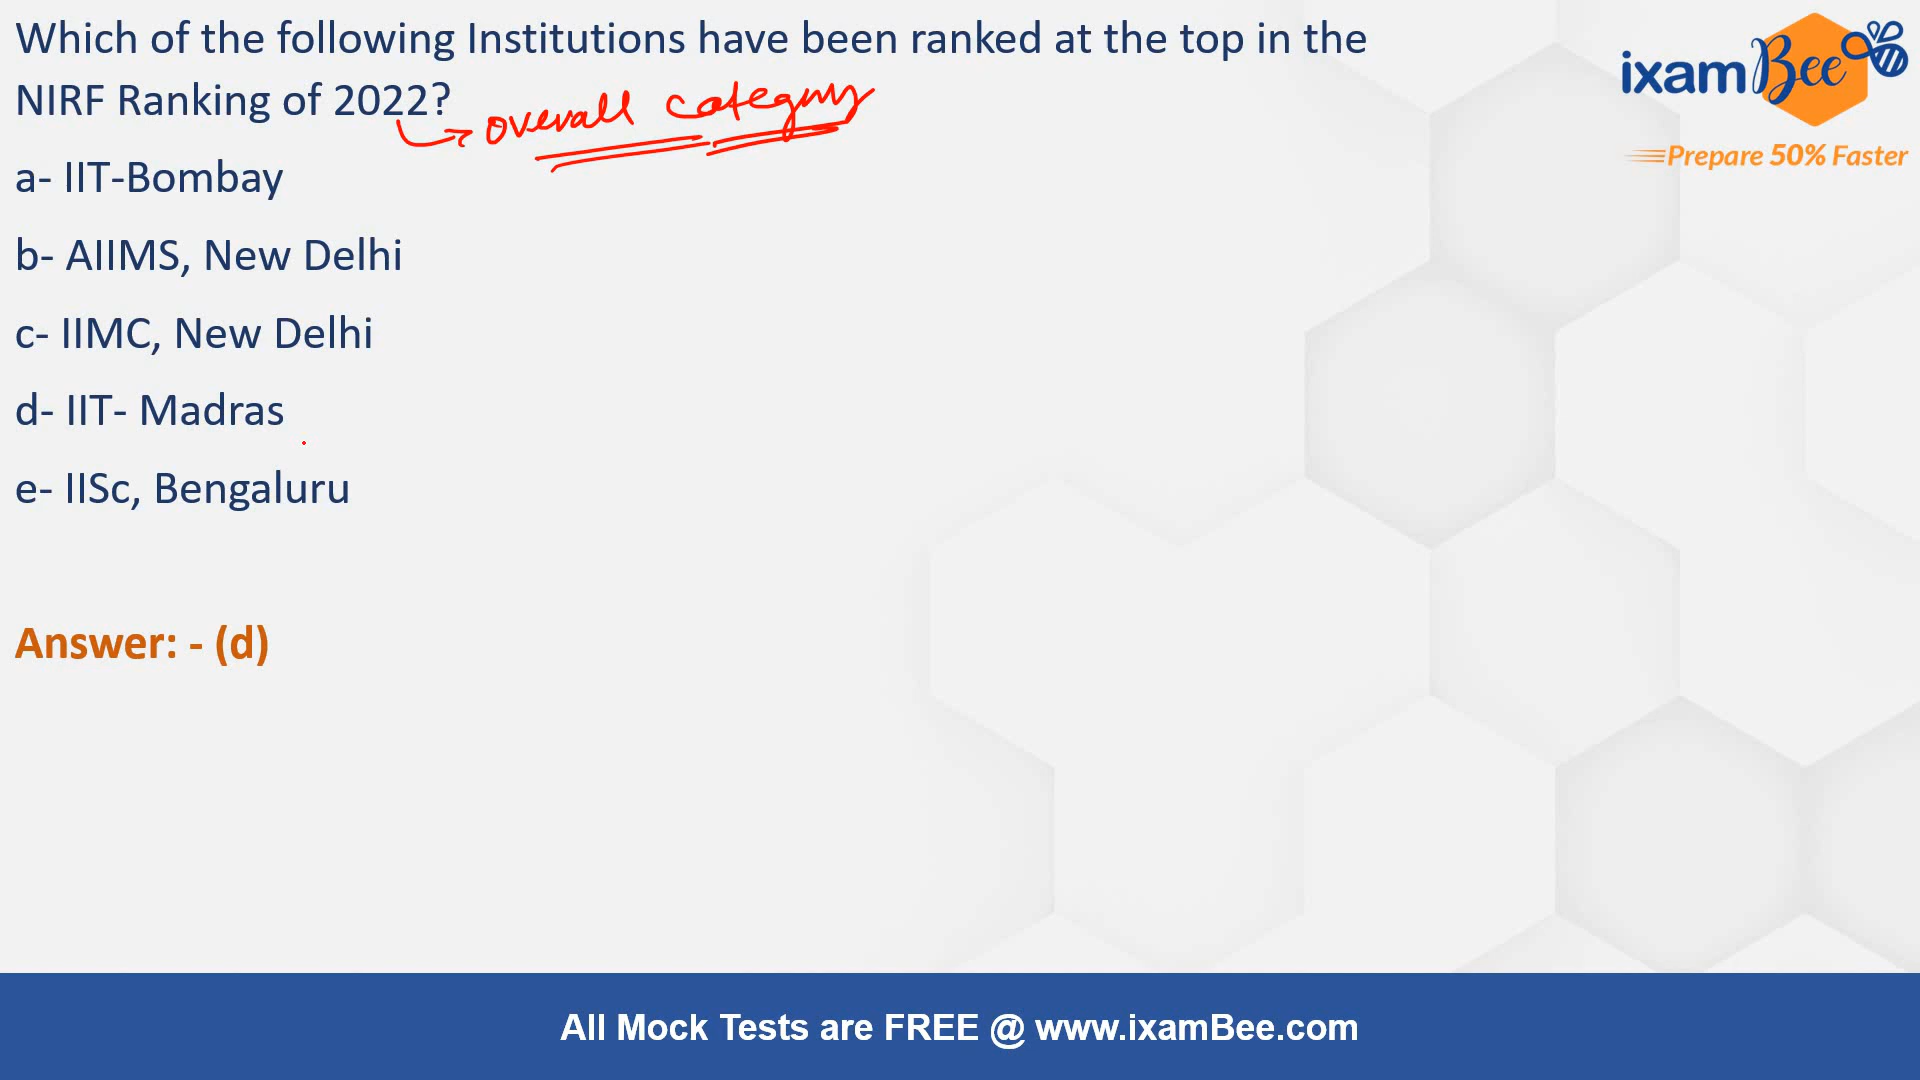 Which of the following Institutions have been ranked at the top in the
NIRF Ranking of 2022?
overall category
a- IIT-Bombay
b- AIIMS, New Delhi
c- IIMC, New Delhi
d- IIT- Madras
e- IISc, Bengaluru
Answer: - (d)
ixamBee
Prepare 50% Faster
All Mock Tests are FREE @ www.ixamBee.com